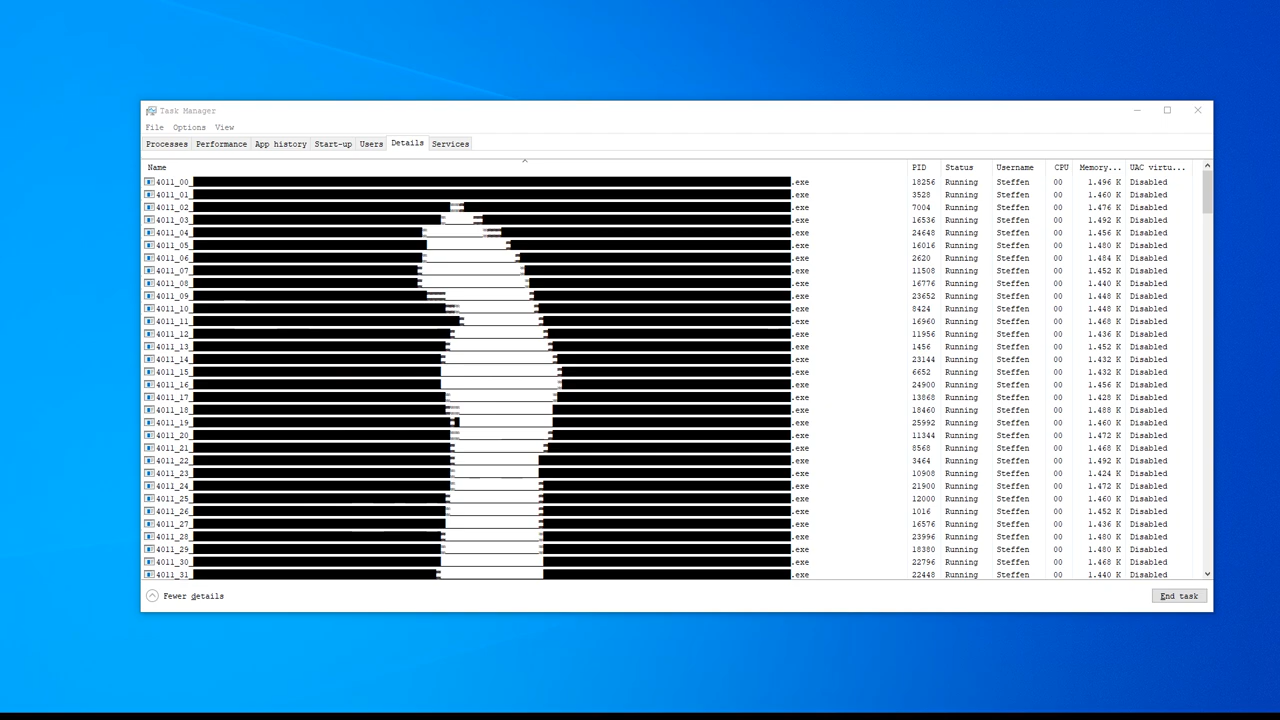 Task Manager
File Options View
Processes Performance App history Start-up Users Details Services
Name PID Status Username CPU Memory... UAC virtu...
4011_00_ .exe 18256 Running Steffen 00 1.496 K Disabled
4011_01_ .exe 3528 Running Steffen 00 1.460 K Disabled
4011_02_ .exe 7004 Running Steffen 00 1.476 K Disabled
4011_03_ .exe 16536 Running Steffen 00 1.492 K Disabled
4011_04_ .exe 24648 Running Steffen 00 1.456 K Disabled
4011_05_ .exe 16016 Running Steffen 00 1.480 K Disabled
4011_06_ .exe 2620 Running Steffen 00 1.484 K Disabled
4011_07_ .exe 11508 Running Steffen 00 1.452 K Disabled
4011_08_ .exe 16776 Running Steffen 00 1.440 K Disabled
4011_09_ .exe 23652 Running Steffen 00 1.448 K Disabled
4011_10_ .exe 8424 Running Steffen 00 1.448 K Disabled
4011_11_ .exe 16960 Running Steffen 00 1.468 K Disabled
4011_12_ .exe 11956 Running Steffen 00 1.436 K Disabled
4011_13_ .exe 1456 Running Steffen 00 1.452 K Disabled
4011_14_ .exe 23144 Running Steffen 00 1.432 K Disabled
4011_15_ .exe 6652 Running Steffen 00 1.432 K Disabled
4011_16_ .exe 24900 Running Steffen 00 1.456 K Disabled
4011_17_ .exe 13868 Running Steffen 00 1.428 K Disabled
4011_18_ .exe 18460 Running Steffen 00 1.488 K Disabled
4011_19_ .exe 25992 Running Steffen 00 1.460 K Disabled
4011_20_ .exe 11344 Running Steffen 00 1.472 K Disabled
4011_21_ .exe 8568 Running Steffen 00 1.468 K Disabled
4011_22_ .exe 3464 Running Steffen 00 1.492 K Disabled
4011_23_ .exe 10908 Running Steffen 00 1.424 K Disabled
4011_24_ .exe 21900 Running Steffen 00 1.472 K Disabled
4011_25_ .exe 12000 Running Steffen 00 1.460 K Disabled
4011_26_ .exe 1016 Running Steffen 00 1.452 K Disabled
4011_27_ .exe 16576 Running Steffen 00 1.436 K Disabled
4011_28_ .exe 23996 Running Steffen 00 1.480 K Disabled
4011_29_ .exe 18380 Running Steffen 00 1.480 K Disabled
4011_30_ .exe 22796 Running Steffen 00 1.468 K Disabled
4011_31_ .exe 22448 Running Steffen 00 1.440 K Disabled
Fewer details End task